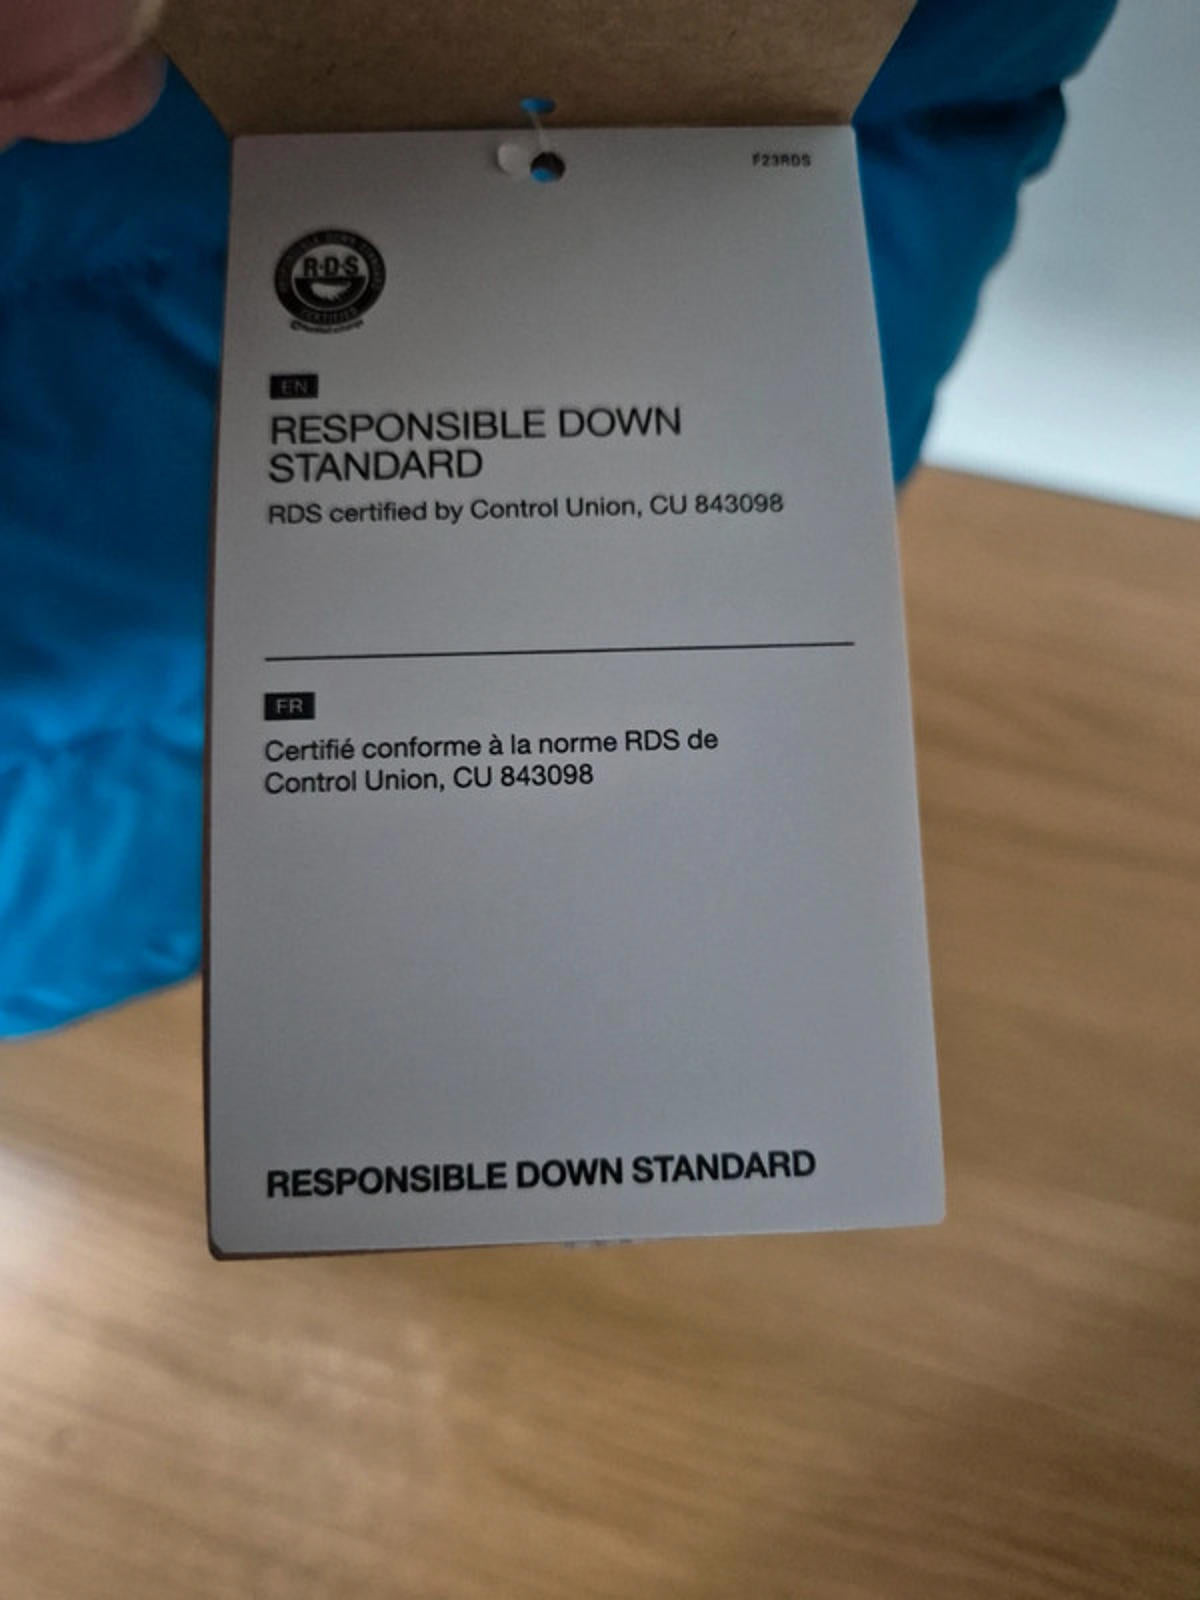 F23RDS
R·D·S
CERTIFIED
EN
RESPONSIBLE DOWN
STANDARD
RDS certified by Control Union, CU 843098
FR
Certifié conforme à la norme RDS de
Control Union, CU 843098
RESPONSIBLE DOWN STANDARD